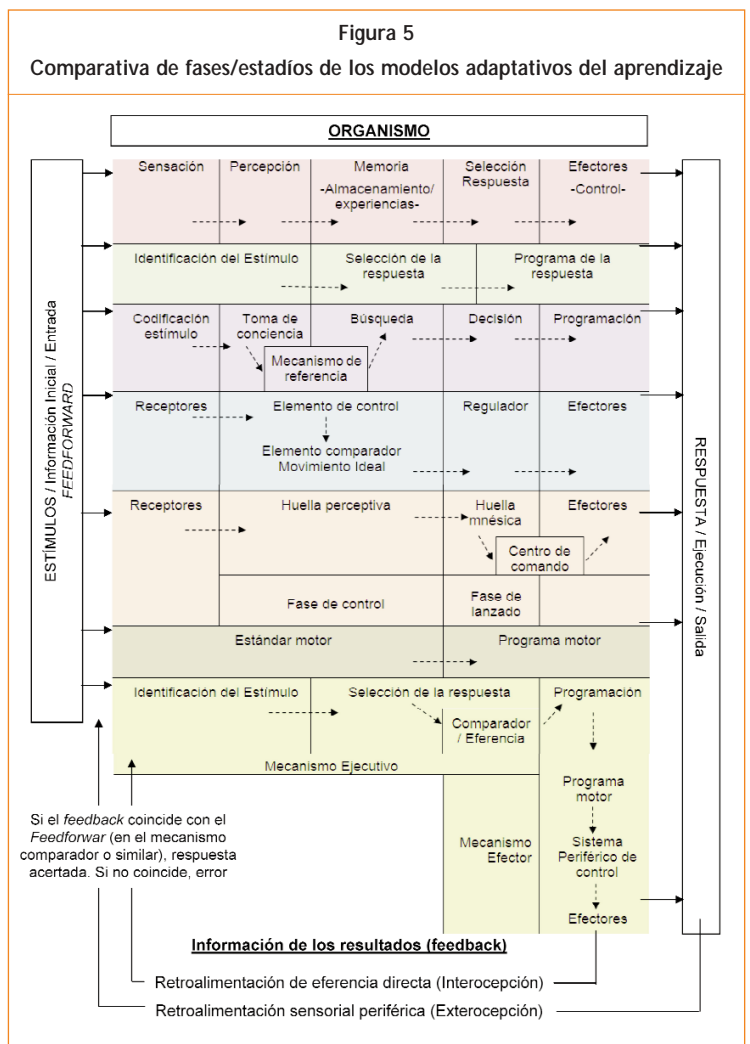 Figura 5
Comparativa de fases/estadíos de los modelos adaptativos del aprendizaje
ORGANISMO
ESTÍMULOS / Información Inicial / Entrada
FEEDFORWARD
Sensación
Percepción
Memoria
-Almacenamiento/
experiencias-
Selección
Respuesta
Efectores
-Control-
Identificación del Estímulo
Selección de la
respuesta
Programa de la
respuesta
Codificación
estímulo
Toma de
conciencia
Mecanismo de
referencia
Búsqueda
Decisión
Programación
Receptores
Elemento de control
Elemento comparador
Movimiento Ideal
Regulador
Efectores
Receptores
Huella perceptiva
Huella
mnésica
Centro de
comando
Efectores
Fase de control
Fase de
lanzado
Estándar motor
Programa motor
Identificación del Estímulo
Selección de la respuesta
Comparador
/ Eferencia
Programación
Mecanismo Ejecutivo
Programa
motor
Mecanismo
Efector
Sistema
Periférico de
control
Efectores
RESPUESTA / Ejecución / Salida
Si el feedback coincide con el
Feedforwar (en el mecanismo
comparador o similar), respuesta
acertada. Si no coincide, error
Información de los resultados (feedback)
Retroalimentación de eferencia directa (Interocepción)
Retroalimentación sensorial periférica (Exterocepción)